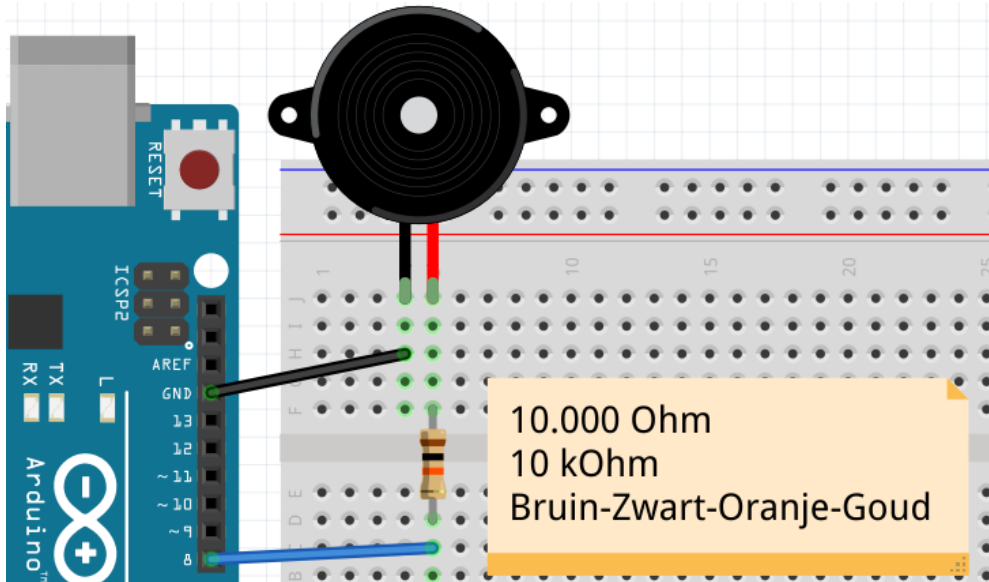 RESET
1
10
15
20
25
ICSP2
J
I
H
AREF
RX
TX
L
GND
F
13
12
~11
~10
~9
8
E
D
B
Arduino™
10.000 Ohm
10 kOhm
Bruin-Zwart-Oranje-Goud